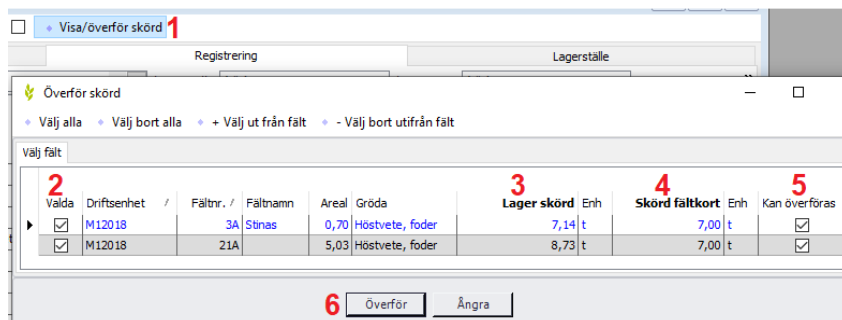 Visa/överför skörd 1
Registrering Lagerställe
Överför skörd
Välj alla Välj bort alla + Välj ut från fält - Välj bort utifrån fält
Välj fält
2 3 4 5
Valda Driftsenhet / Fältnr. / Fältnamn Areal Gröda Lager skörd Enh Skörd fältkort Enh Kan överföras
M12018 3A Stinas 0,70 Höstvete, foder 7,14 t 7,00 t
M12018 21A 5,03 Höstvete, foder 8,73 t 7,00 t
6 Överför Ångra